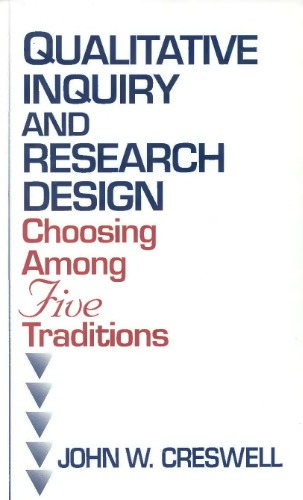 QUALITATIVE
INQUIRY
AND
RESEARCH
DESIGN
Choosing
Among
Five
Traditions
JOHN W. CRESWELL